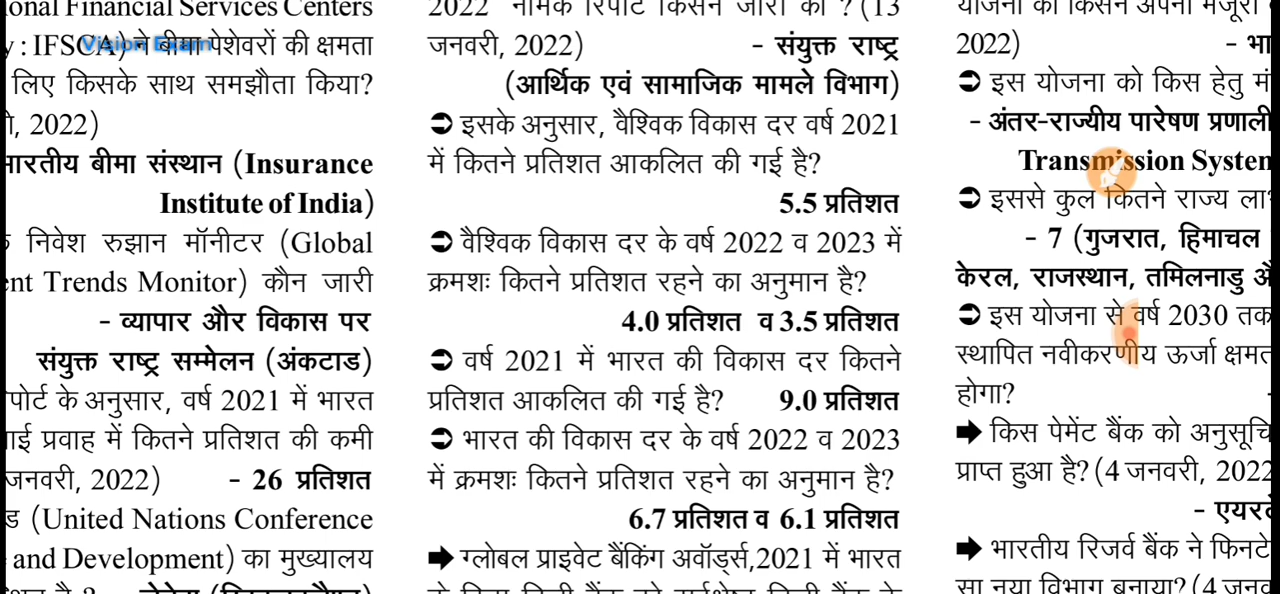 onal Financial Services Centers
: IFSCA) ने बीमा पेशेवरों की क्षमता
Vision Exam
लिए किसके साथ समझौता किया?
, 2022)
भारतीय बीमा संस्थान (Insurance
Institute of India)
निवेश रुझान मॉनीटर (Global
ent Trends Monitor) कौन जारी
- व्यापार और विकास पर
संयुक्त राष्ट्र सम्मेलन (अंकटाड)
पोर्ट के अनुसार, वर्ष 2021 में भारत
आई प्रवाह में कितने प्रतिशत की कमी
जनवरी, 2022) - 26 प्रतिशत
ड (United Nations Conference
and Development) का मुख्यालय
2022 नामक रिपोर्ट किसने जारी की ? (13
जनवरी, 2022) - संयुक्त राष्ट्र
(आर्थिक एवं सामाजिक मामले विभाग)
➲ इसके अनुसार, वैश्विक विकास दर वर्ष 2021
में कितने प्रतिशत आकलित की गई है?
5.5 प्रतिशत
➲ वैश्विक विकास दर के वर्ष 2022 व 2023 में
क्रमशः कितने प्रतिशत रहने का अनुमान है?
4.0 प्रतिशत व 3.5 प्रतिशत
➲ वर्ष 2021 में भारत की विकास दर कितने
प्रतिशत आकलित की गई है? 9.0 प्रतिशत
➲ भारत की विकास दर के वर्ष 2022 व 2023
में क्रमशः कितने प्रतिशत रहने का अनुमान है?
6.7 प्रतिशत व 6.1 प्रतिशत
➡ ग्लोबल प्राइवेट बैंकिंग अवॉर्ड्स,2021 में भारत
योजना को किसने अपनी मंजूरी
2022) - भा
➲ इस योजना को किस हेतु मं
- अंतर-राज्यीय पारेषण प्रणाली
Transmission System
➲ इससे कुल कितने राज्य ला
- 7 (गुजरात, हिमाचल
केरल, राजस्थान, तमिलनाडु औ
➲ इस योजना से वर्ष 2030 तक
स्थापित नवीकरणीय ऊर्जा क्षमत
होगा? -
➡ किस पेमेंट बैंक को अनुसूचि
प्राप्त हुआ है? (4 जनवरी, 2022
- एयरटे
➡ भारतीय रिजर्व बैंक ने फिनटे
सा नया विभाग बनाया? (4 जनव